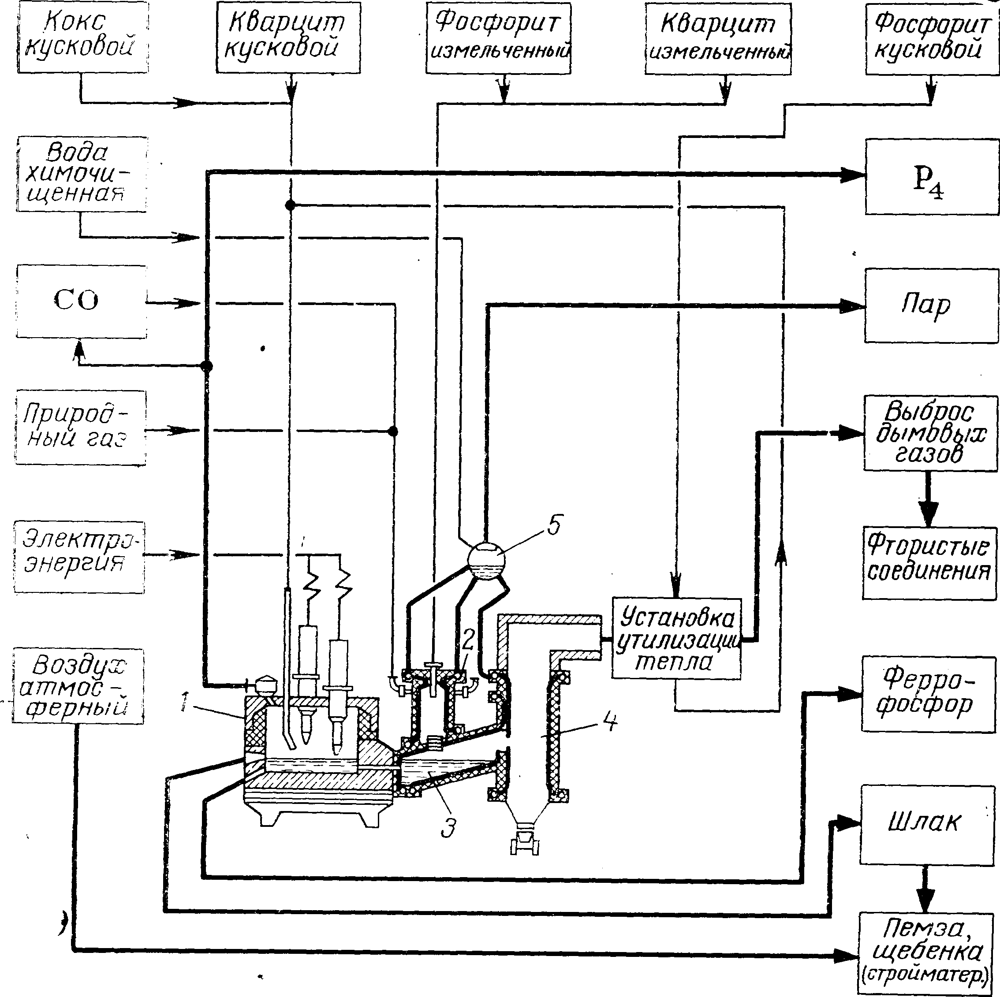 Кокс
кусковой
Кварцит
кусковой
Фосфорит
измельченный
Кварцит
измельченный
Фосфорит
кусковой
Вода
химочи-
щенная
P4
CO
Пар
Природ-
ный газ
Выброс
дымовых
газов
Электро-
энергия
5
Фтористые
соединения
Установка
утилизации
тепла
2
Воздух
атмос-
ферный
1
4
Ферро-
фосфор
3
Шлак
Пемза,
щебенка
(стройматер.)